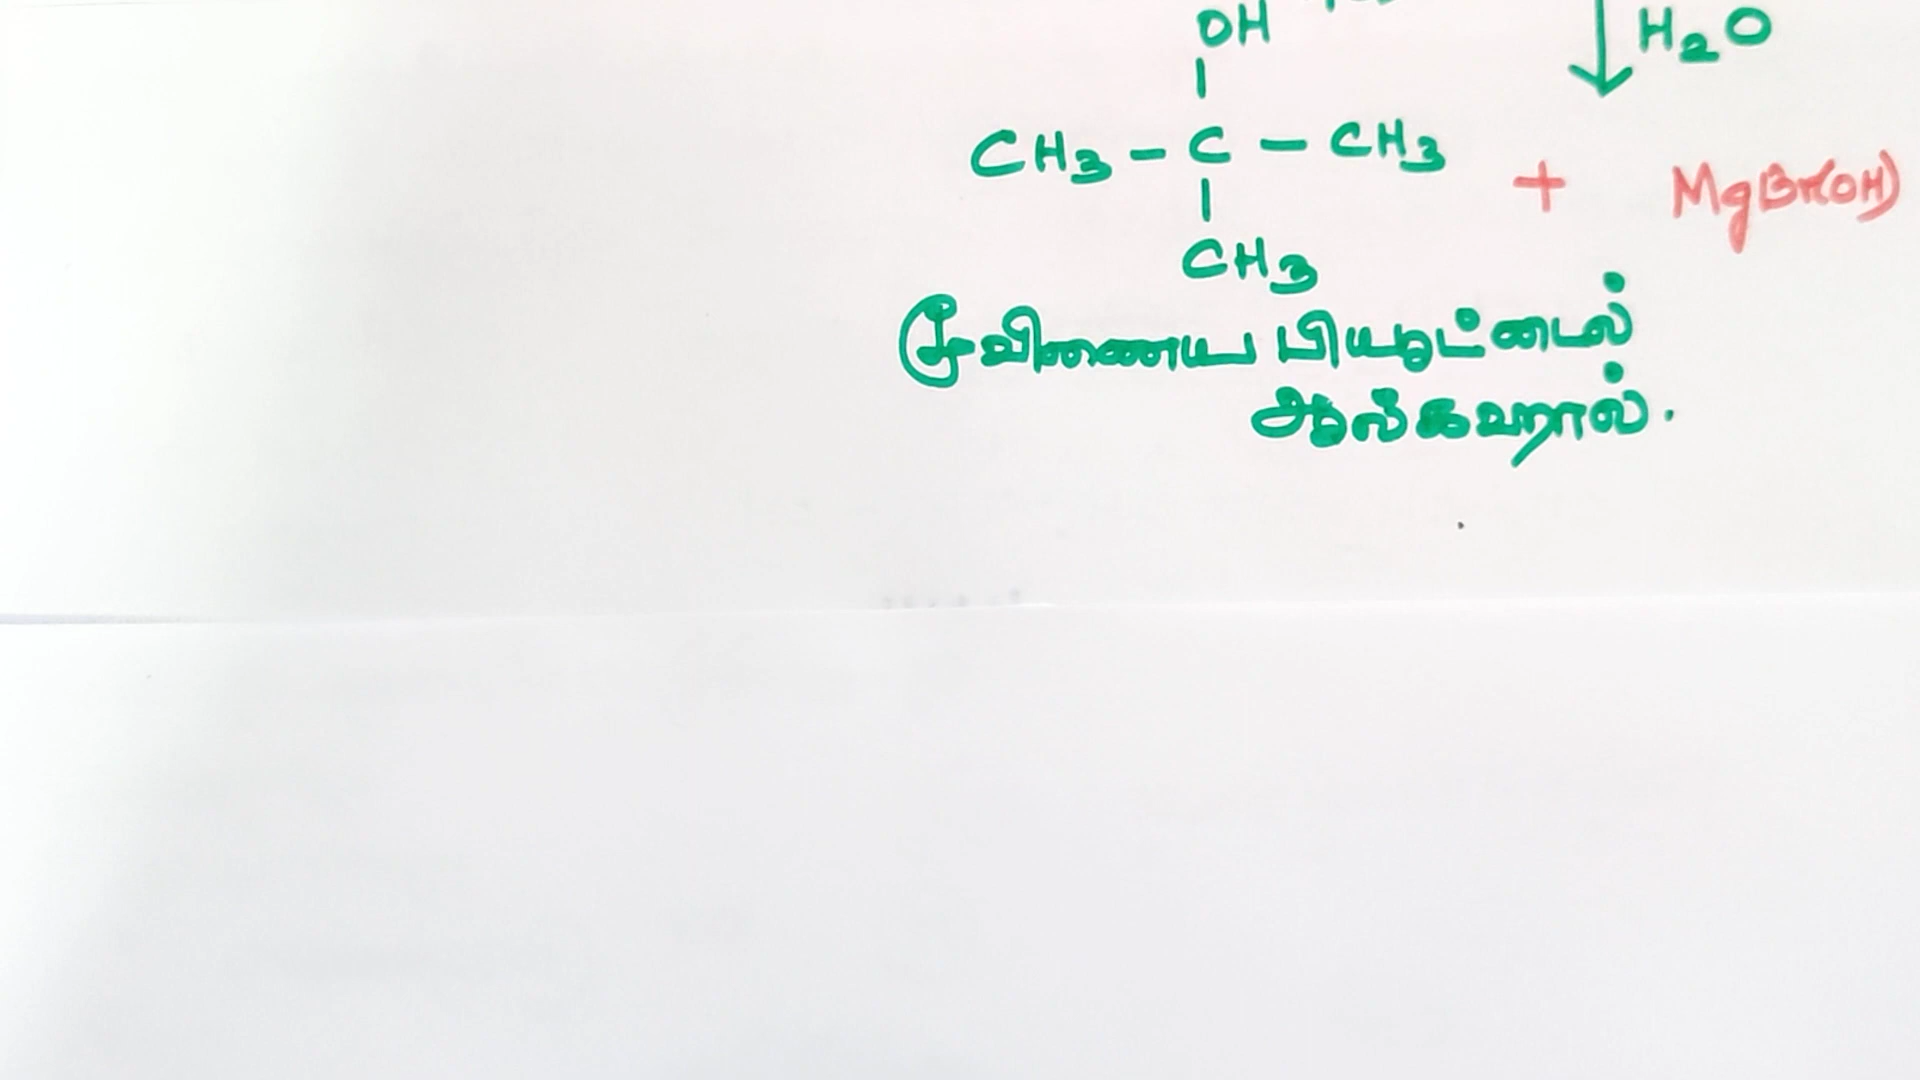 OH
H₂O
CH₃ - C - CH₃ + MgBr(OH)
CH₃
மூவிணைய பியூட்டைல்
ஆல்கஹால்.